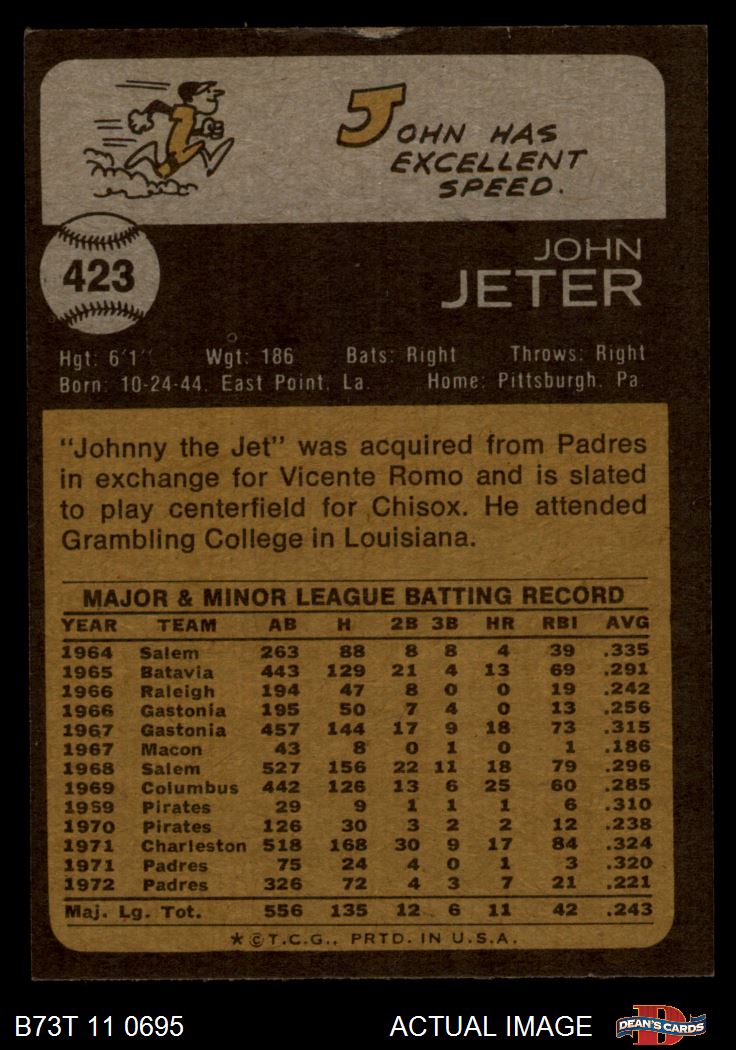 JOHN HAS
EXCELLENT
SPEED.
423
JOHN
JETER
Hgt: 6'1" Wgt: 186 Bats: Right Throws: Right
Born: 10-24-44, East Point, La. Home: Pittsburgh, Pa.
"Johnny the Jet" was acquired from Padres
in exchange for Vicente Romo and is slated
to play centerfield for Chisox. He attended
Grambling College in Louisiana.
MAJOR & MINOR LEAGUE BATTING RECORD
YEAR TEAM AB H 2B 3B HR RBI AVG
1964 Salem 263 88 8 8 4 39 .335
1965 Batavia 443 129 21 4 13 69 .291
1966 Raleigh 194 47 8 0 0 19 .242
1966 Gastonia 195 50 7 4 0 13 .256
1967 Gastonia 457 144 17 9 18 73 .315
1967 Macon 43 8 0 1 0 1 .186
1968 Salem 527 156 22 11 18 79 .296
1969 Columbus 442 126 13 6 25 60 .285
1959 Pirates 29 9 1 1 1 6 .310
1970 Pirates 126 30 3 2 2 12 .238
1971 Charleston 518 168 30 9 17 84 .324
1971 Padres 75 24 4 0 1 3 .320
1972 Padres 326 72 4 3 7 21 .221
Maj. Lg. Tot. 556 135 12 6 11 42 .243
★ © T.C.G., PRTD. IN U.S.A.
B73T 11 0695 ACTUAL IMAGE DEAN'S CARDS